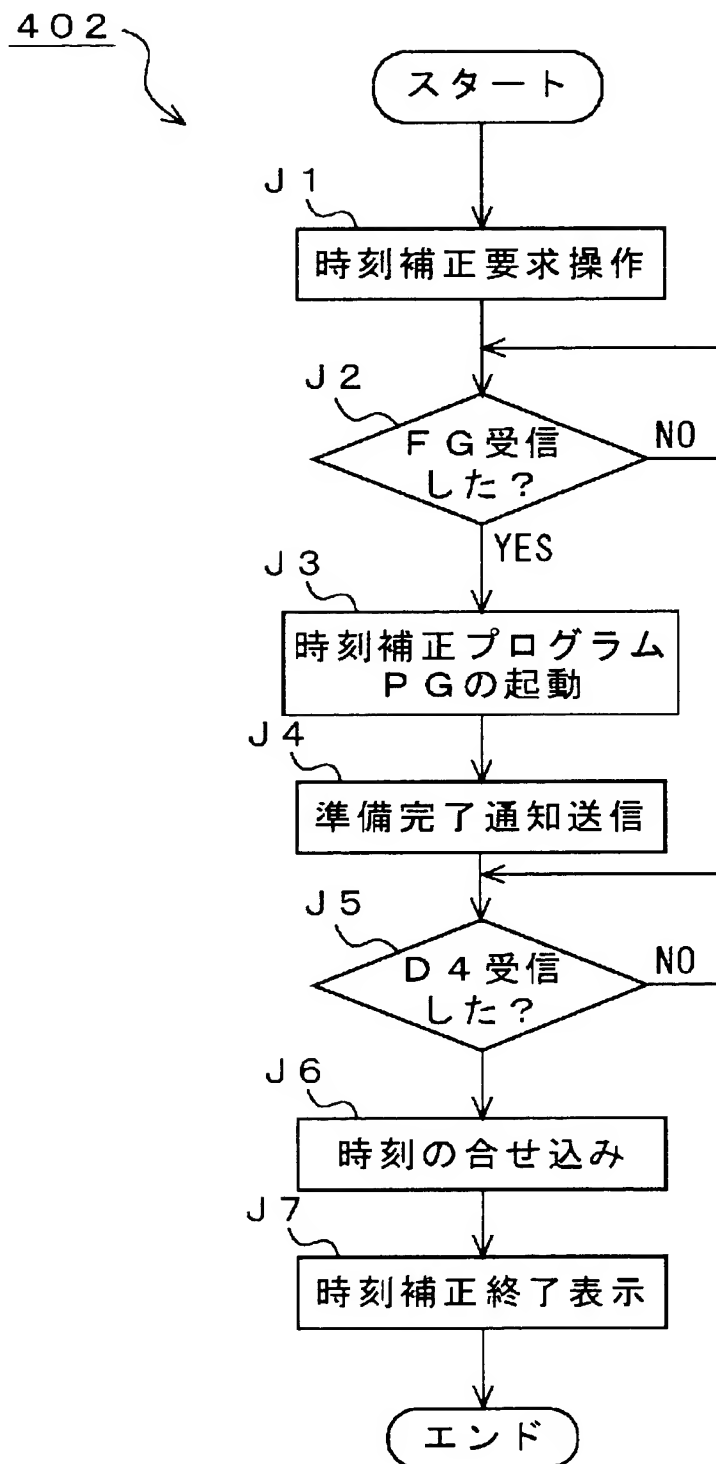 402
スタート
J1
時刻補正要求操作
J2
FG受信
した?
NO
YES
J3
時刻補正プログラム
PGの起動
J4
準備完了通知送信
J5
D4受信
した?
NO
J6
時刻の合せ込み
J7
時刻補正終了表示
エンド